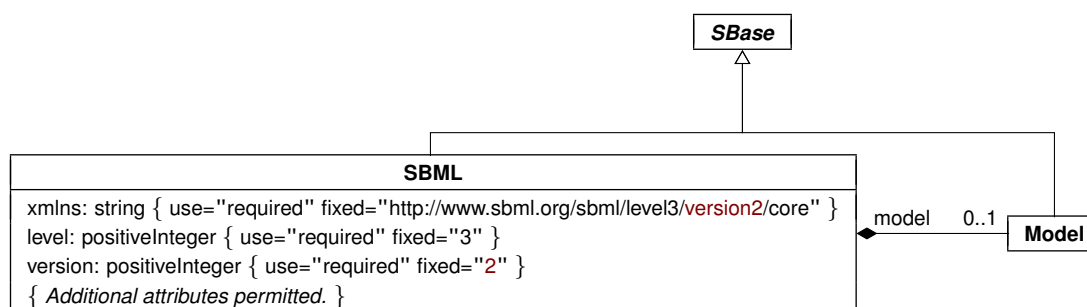 SBase
SBML
xmlns: string { use="required" fixed="http://www.sbml.org/sbml/level3/version2/core" }
level: positiveInteger { use="required" fixed="3" }
version: positiveInteger { use="required" fixed="2" }
{ Additional attributes permitted. }
model 0..1
Model